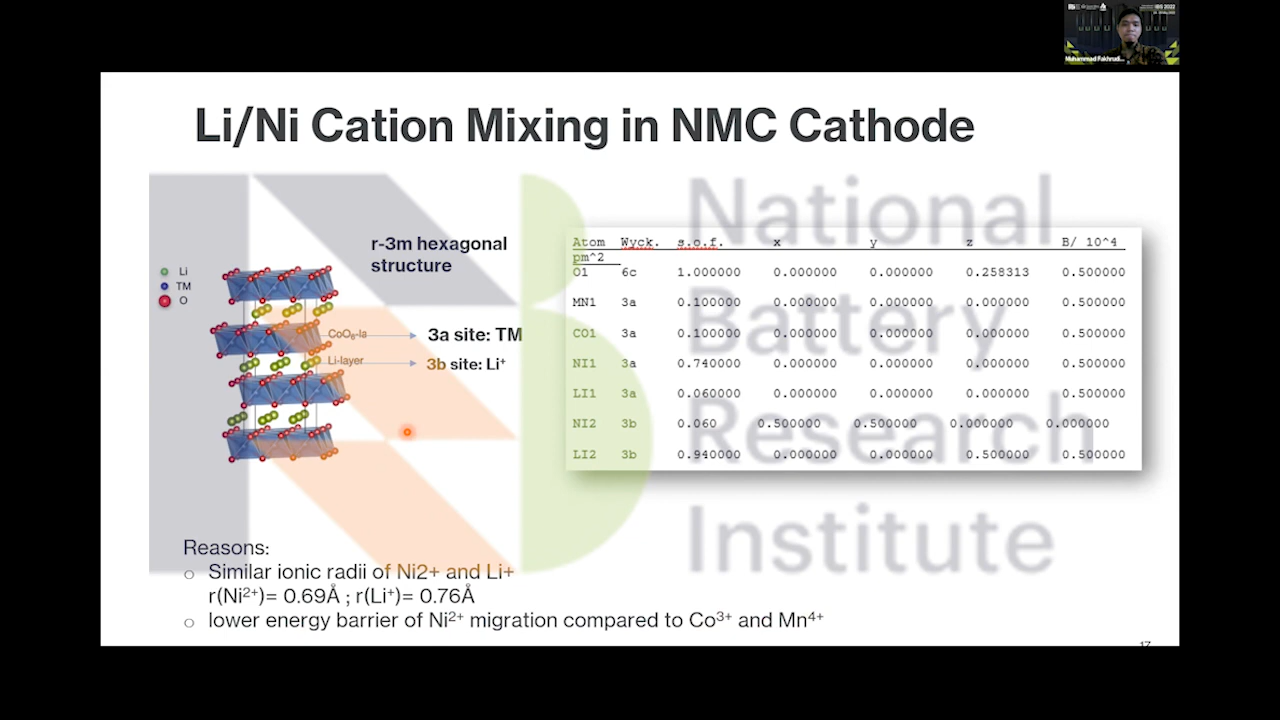 IBS 2022
Muhammad Fakhrudi...
Li/Ni Cation Mixing in NMC Cathode
National
Battery
Research
Institute
r-3m hexagonal
structure
Li
TM
O
CoO₆-la
3a site: TM
Li-layer
3b site: Li⁺
Atom Wyck. s.o.f. x y z B/ 10^4
pm^2
O1 6c 1.000000 0.000000 0.000000 0.258313 0.500000
MN1 3a 0.100000 0.000000 0.000000 0.000000 0.500000
CO1 3a 0.100000 0.000000 0.000000 0.000000 0.500000
NI1 3a 0.740000 0.000000 0.000000 0.000000 0.500000
LI1 3a 0.060000 0.000000 0.000000 0.000000 0.500000
NI2 3b 0.060 0.500000 0.500000 0.000000 0.000000
LI2 3b 0.940000 0.000000 0.000000 0.500000 0.500000
Reasons:
○ Similar ionic radii of Ni2+ and Li+
r(Ni²⁺)= 0.69Å ; r(Li⁺)= 0.76Å
○ lower energy barrier of Ni²⁺ migration compared to Co³⁺ and Mn⁴⁺
17